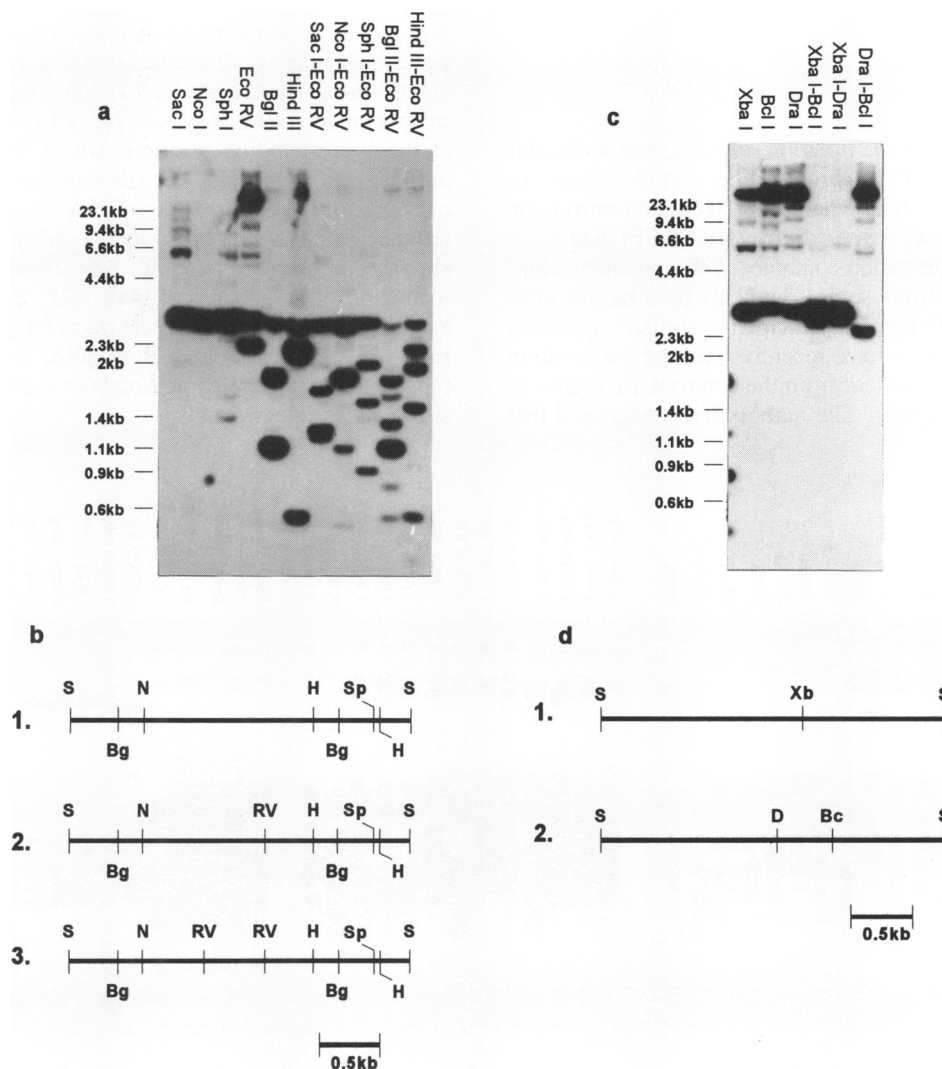 a
Sac I
Nco I
Sph I
Eco RV
Bgl II
Hind III
Sac I-Eco RV
Nco I-Eco RV
Sph I-Eco RV
Bgl II-Eco RV
Hind III-Eco RV
23.1kb
9.4kb
6.6kb
4.4kb
2.3kb
2kb
1.4kb
1.1kb
0.9kb
0.6kb
c
Xba I
Bcl I
Dra I
Xba I-Bcl I
Xba I-Dra I
Dra I-Bcl I
23.1kb
9.4kb
6.6kb
4.4kb
2.3kb
2kb
1.4kb
1.1kb
0.9kb
0.6kb
b
S N H Sp S
1.
Bg Bg H
S N RV H Sp S
2.
Bg Bg H
S N RV RV H Sp S
3.
Bg Bg H
0.5kb
d
S Xb S
1.
S D Bc S
2.
0.5kb